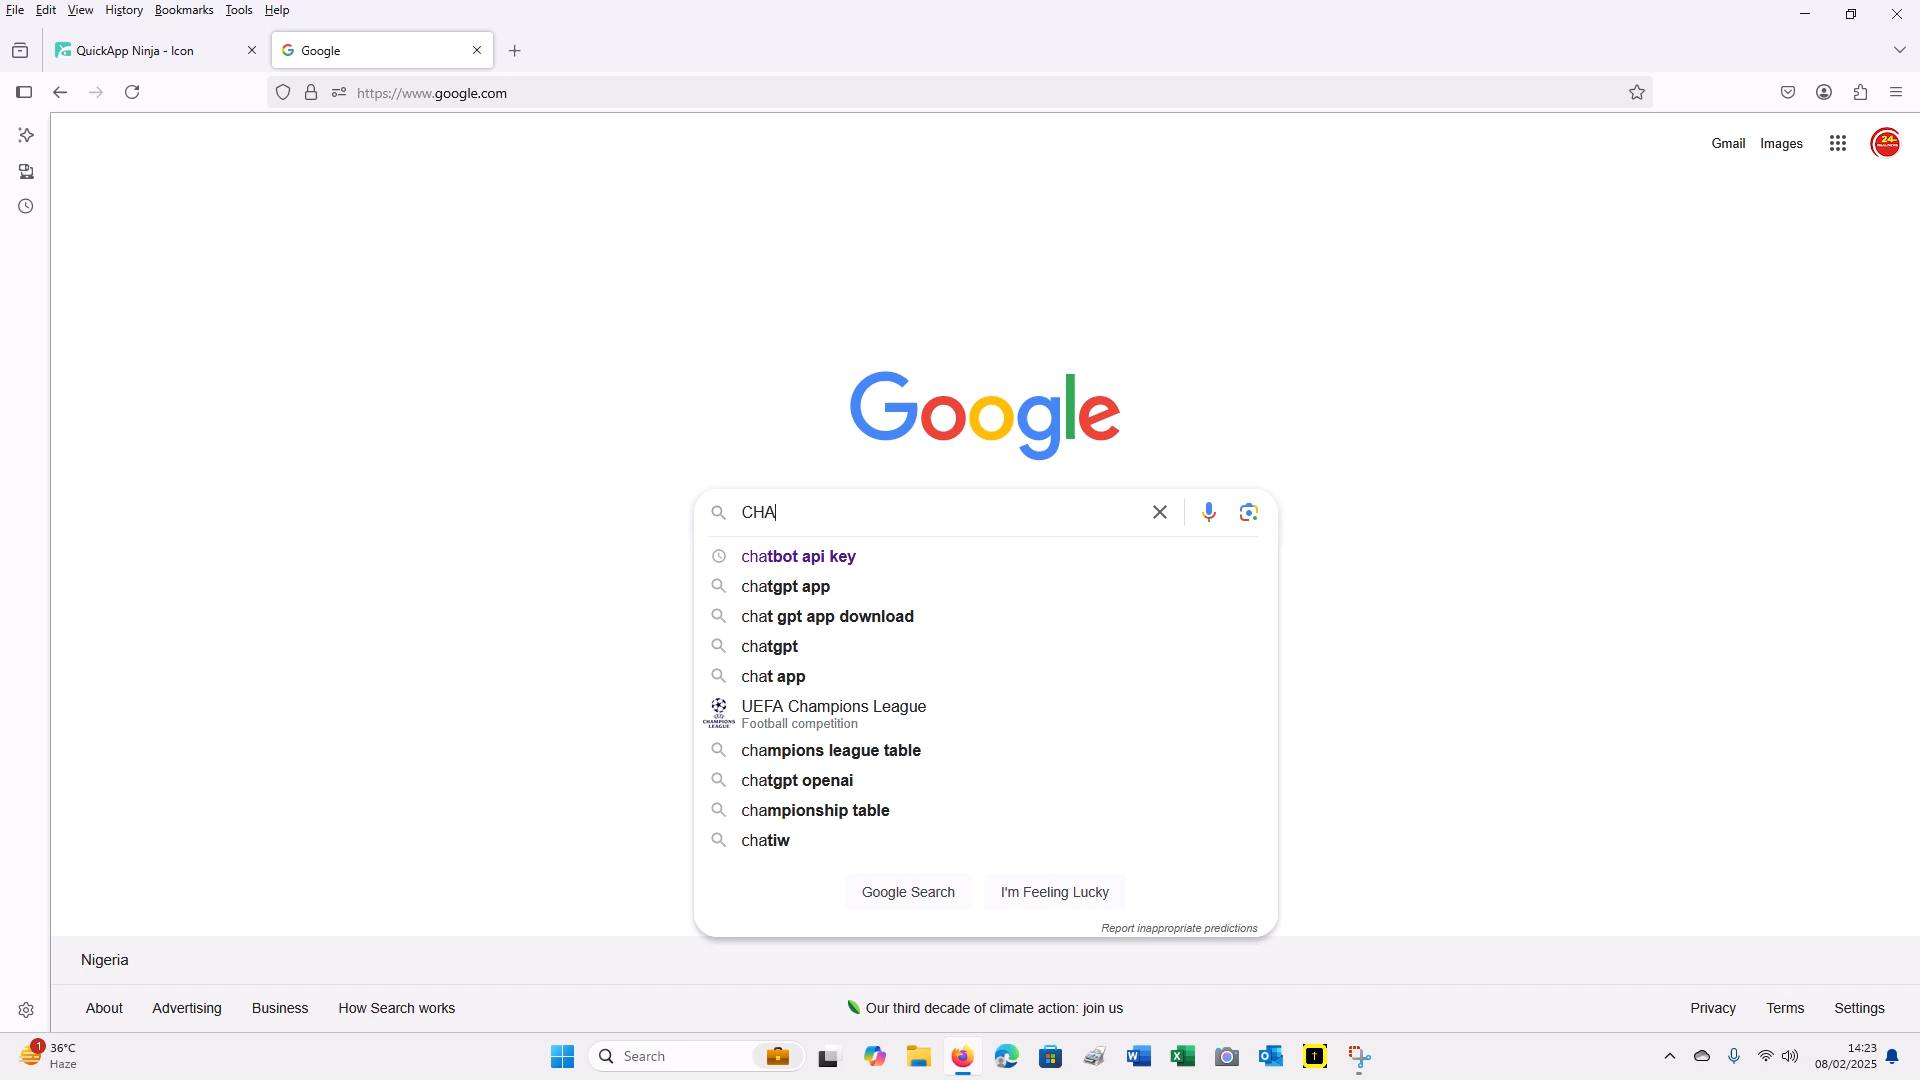 File Edit View History Bookmarks Tools Help
QuickApp Ninja - Icon
Google
https://www.google.com
Gmail Images
24
Google
CHA
chatbot api key
chatgpt app
chat gpt app download
chatgpt
chat app
UEFA Champions League
Football competition
CHAMPIONS LEAGUE
champions league table
chatgpt openai
championship table
chatiw
Google Search I'm Feeling Lucky
Report inappropriate predictions
Nigeria
About Advertising Business How Search works Our third decade of climate action: join us Privacy Terms Settings
1
36°C
Haze
Search
14:23
08/02/2025